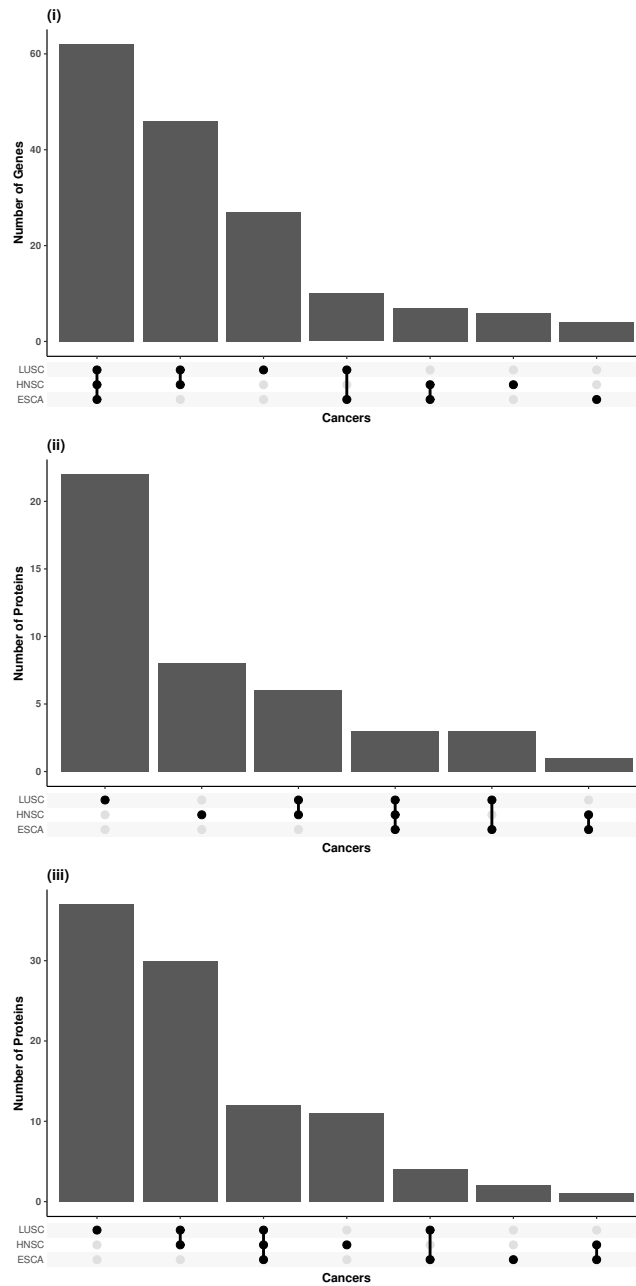 (i)
Number of Genes
60
40
20
0
LUSC
HNSC
ESCA
Cancers
(ii)
Number of Proteins
20
15
10
5
0
LUSC
HNSC
ESCA
Cancers
(iii)
Number of Proteins
30
20
10
0
LUSC
HNSC
ESCA
Cancers